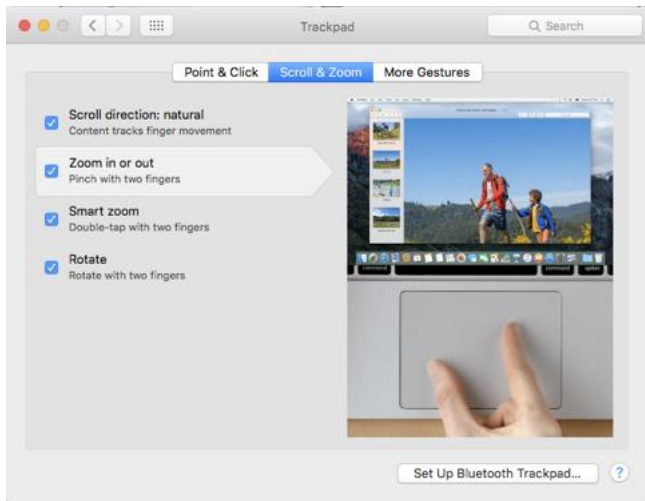 Trackpad
Search
Point & Click
Scroll & Zoom
More Gestures
Scroll direction: natural
Content tracks finger movement
Zoom in or out
Pinch with two fingers
Smart zoom
Double-tap with two fingers
Rotate
Rotate with two fingers
command
command
option
Set Up Bluetooth Trackpad...
?